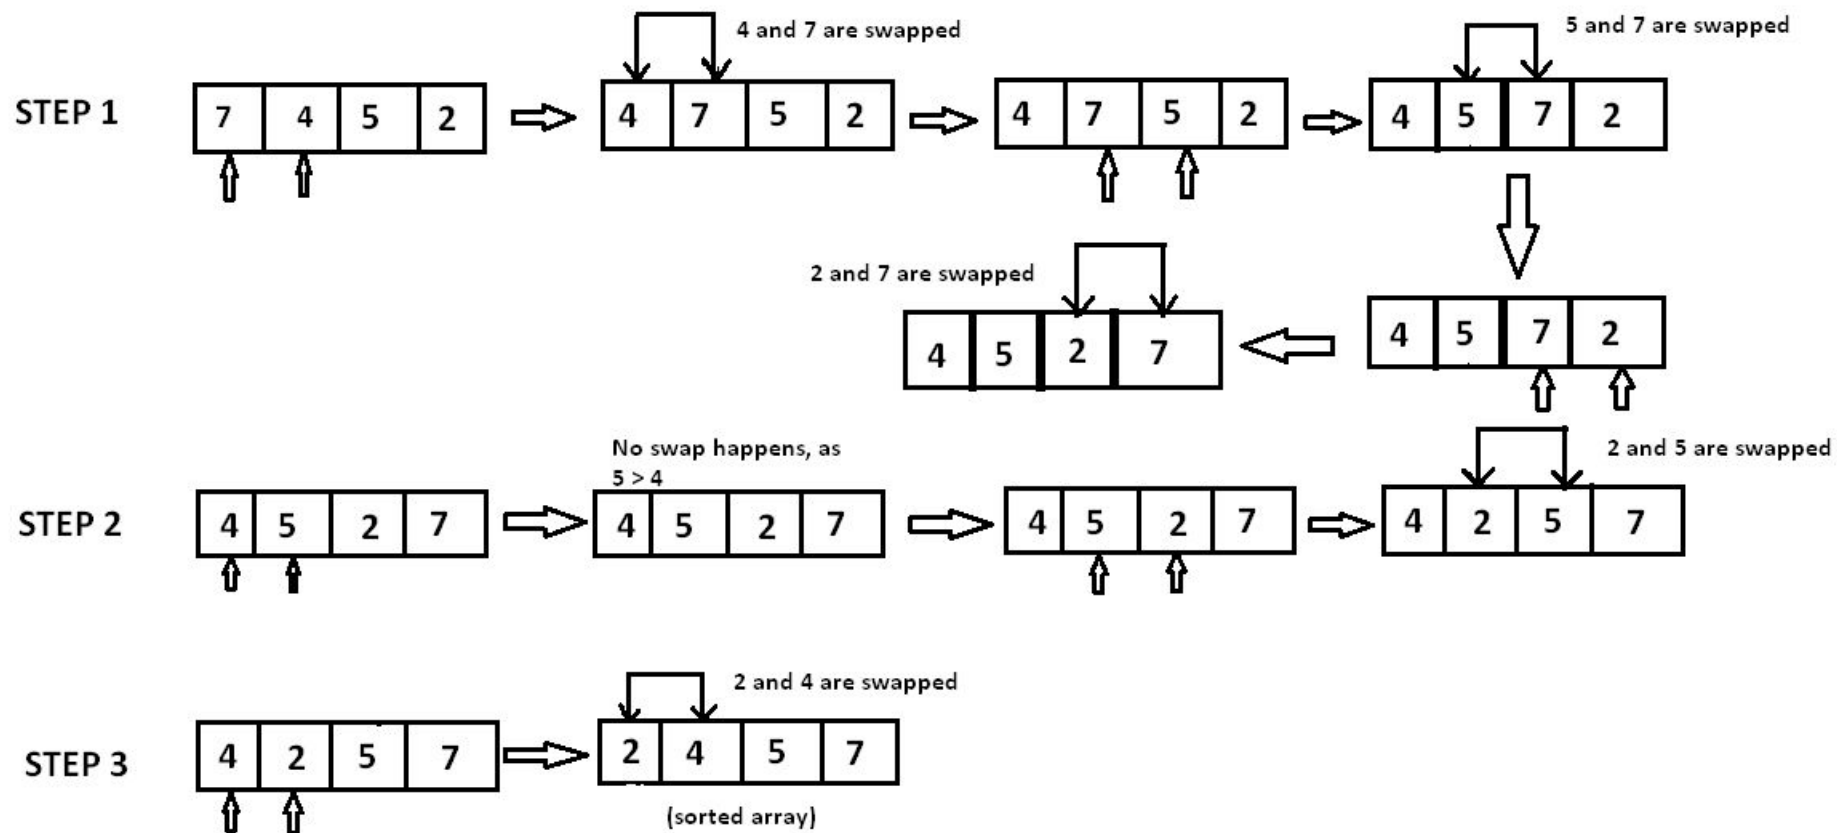 4 and 7 are swapped
5 and 7 are swapped
STEP 1
7 4 5 2
4 7 5 2
4 7 5 2
4 5 7 2
2 and 7 are swapped
4 5 2 7
4 5 7 2
No swap happens, as
5 > 4
2 and 5 are swapped
STEP 2
4 5 2 7
4 5 2 7
4 5 2 7
4 2 5 7
2 and 4 are swapped
STEP 3
4 2 5 7
2 4 5 7
(sorted array)